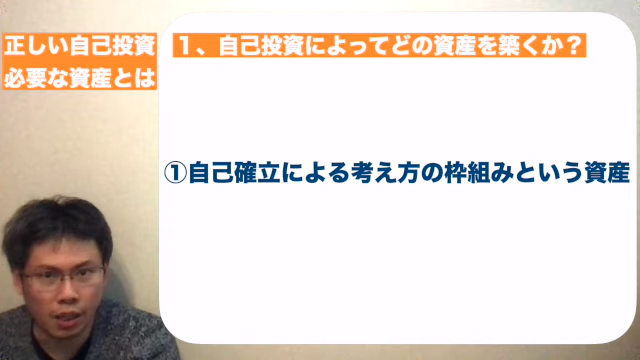 正しい自己投資
必要な資産とは
１、自己投資によってどの資産を築くか？
①自己確立による考え方の枠組みという資産